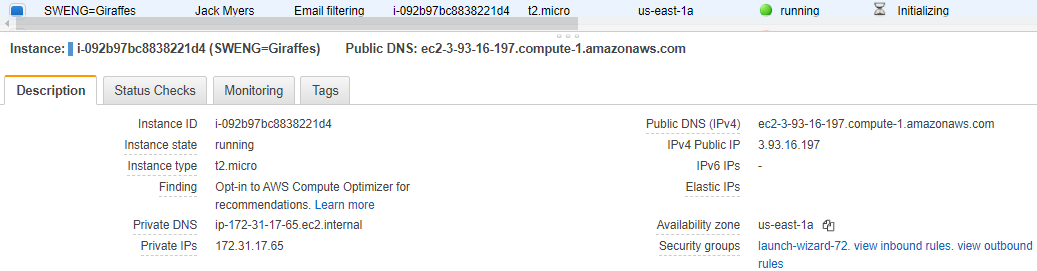 SWENG=Giraffes Jack Myers Email filtering i-092b97bc8838221d4 t2.micro us-east-1a running Initializing
Instance: i-092b97bc8838221d4 (SWENG=Giraffes) Public DNS: ec2-3-93-16-197.compute-1.amazonaws.com
Description Status Checks Monitoring Tags
Instance ID i-092b97bc8838221d4 Public DNS (IPv4) ec2-3-93-16-197.compute-1.amazonaws.com
Instance state running IPv4 Public IP 3.93.16.197
Instance type t2.micro IPv6 IPs -
Finding Opt-in to AWS Compute Optimizer for Elastic IPs
recommendations. Learn more
Private DNS ip-172-31-17-65.ec2.internal Availability zone us-east-1a
Private IPs 172.31.17.65 Security groups launch-wizard-72. view inbound rules. view outbound
rules